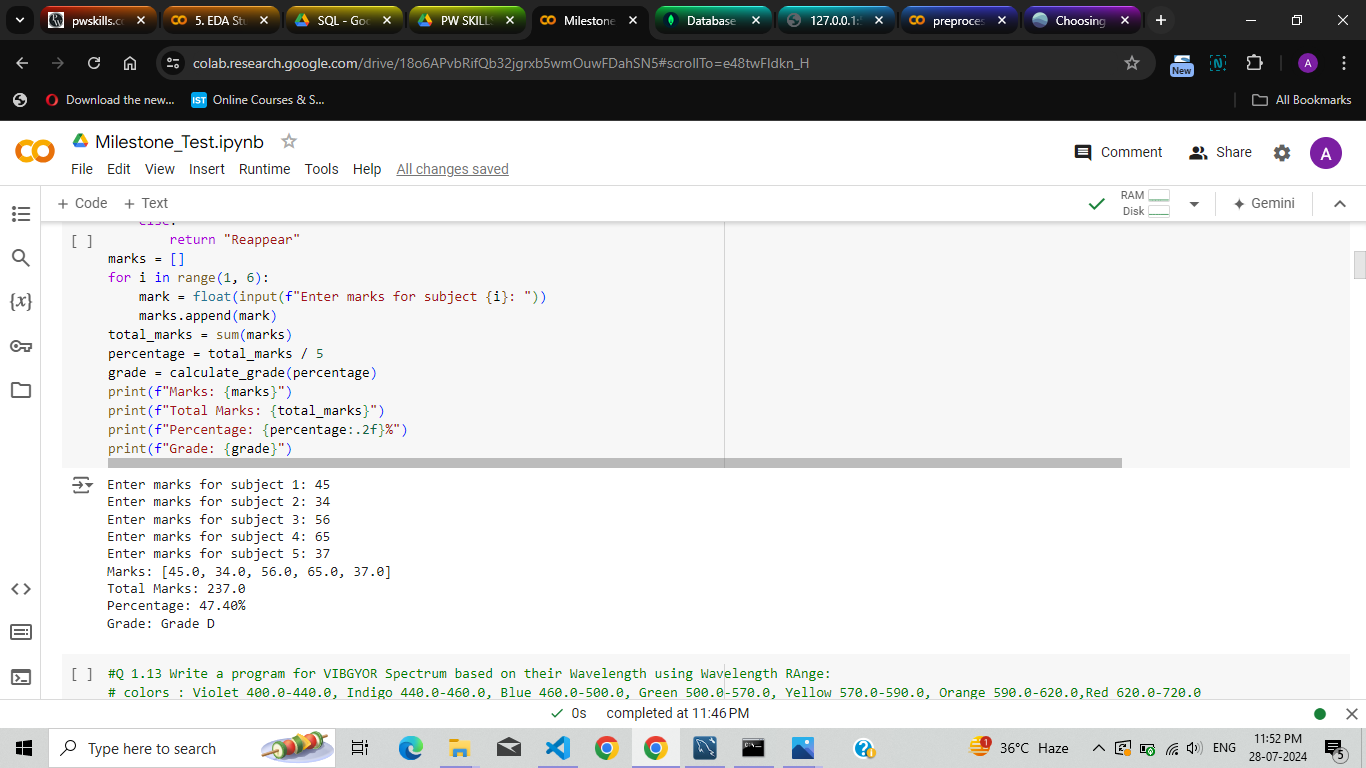 pwskills.c
5. EDA St
SQL - Goo
PW SKILL
Milestone
Database
127.0.0.1:
preproces
Choosing
colab.research.google.com/drive/18o6APvbRifQb32jgrxb5wmOuwFDahSN5#scrollTo=e48twFIdkn_H
New
N
A
Download the new...
IST
Online Courses & S...
All Bookmarks
Milestone_Test.ipynb
File Edit View Insert Runtime Tools Help All changes saved
Comment
Share
A
+ Code + Text
RAM
Disk
Gemini
else:
[ ] return "Reappear"
marks = []
for i in range(1, 6):
mark = float(input(f"Enter marks for subject {i}: "))
marks.append(mark)
total_marks = sum(marks)
percentage = total_marks / 5
grade = calculate_grade(percentage)
print(f"Marks: {marks}")
print(f"Total Marks: {total_marks}")
print(f"Percentage: {percentage:.2f}%")
print(f"Grade: {grade}")
{x}
Enter marks for subject 1: 45
Enter marks for subject 2: 34
Enter marks for subject 3: 56
Enter marks for subject 4: 65
Enter marks for subject 5: 37
Marks: [45.0, 34.0, 56.0, 65.0, 37.0]
Total Marks: 237.0
Percentage: 47.40%
Grade: Grade D
[ ] #Q 1.13 Write a program for VIBGYOR Spectrum based on their Wavelength using Wavelength RAnge:
# colors : Violet 400.0-440.0, Indigo 440.0-460.0, Blue 460.0-500.0, Green 500.0-570.0, Yellow 570.0-590.0, Orange 590.0-620.0,Red 620.0-720.0
0s completed at 11:46 PM
Type here to search
1
36°C Haze
ENG
11:52 PM
28-07-2024
5